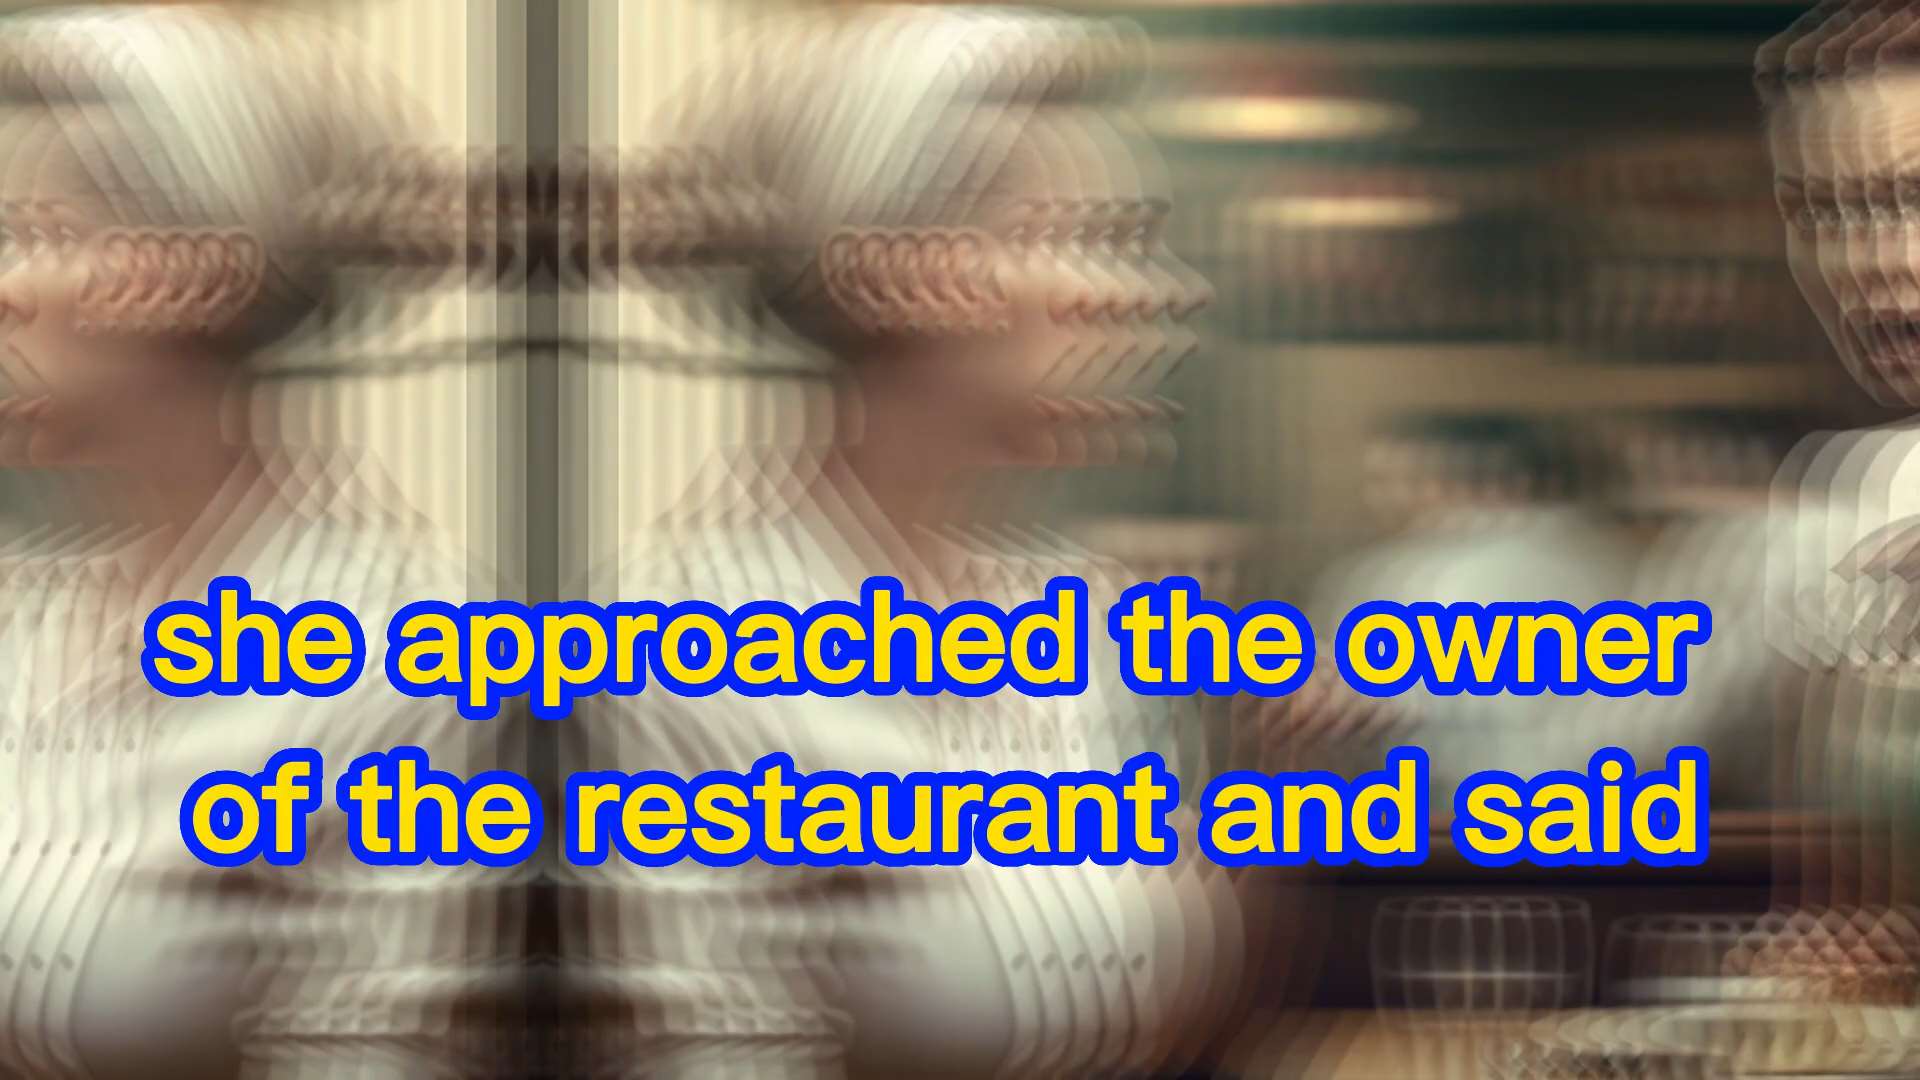 she approached the owner
of the restaurant and said